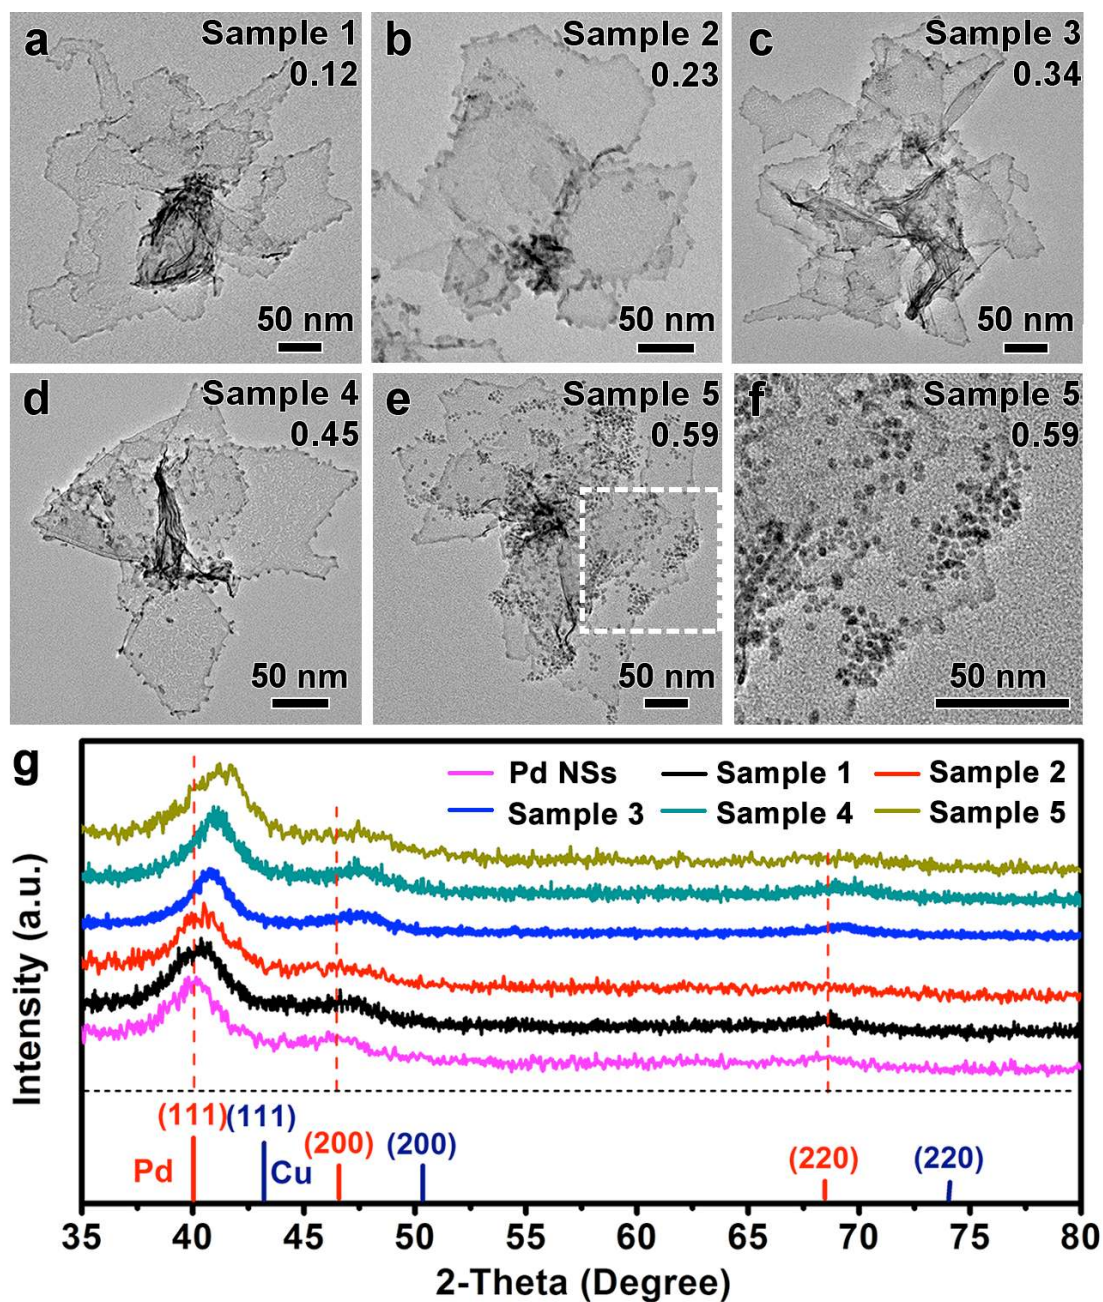 a
Sample 1
0.12
50 nm
b
Sample 2
0.23
50 nm
c
Sample 3
0.34
50 nm
d
Sample 4
0.45
50 nm
e
Sample 5
0.59
50 nm
f
Sample 5
0.59
50 nm
g
Pd NSs
Sample 1
Sample 2
Sample 3
Sample 4
Sample 5
Intensity (a.u.)
(111)
(111)
(200)
(200)
(220)
(220)
Pd
Cu
35 40 45 50 55 60 65 70 75 80
2-Theta (Degree)